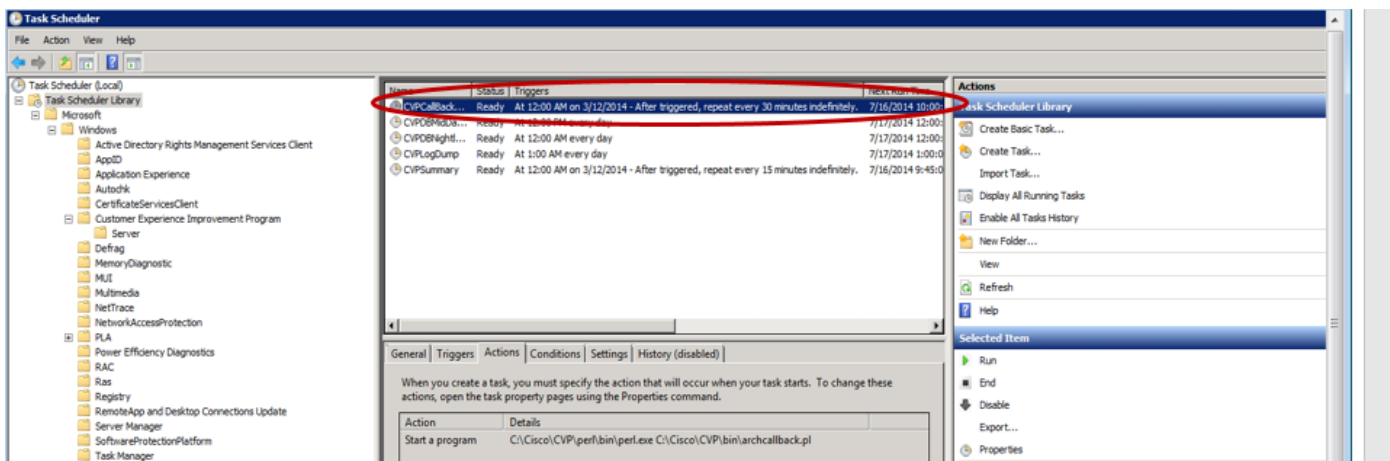 Task Scheduler
File Action View Help
Task Scheduler (Local)
Task Scheduler Library
Microsoft
Windows
Active Directory Rights Management Services Client
AppID
Application Experience
Autochk
CertificateServicesClient
Customer Experience Improvement Program
Server
Defrag
MemoryDiagnostic
MUI
Multimedia
NetTrace
NetworkAccessProtection
PLA
Power Efficiency Diagnostics
RAC
Ras
Registry
RemoteApp and Desktop Connections Update
Server Manager
SoftwareProtectionPlatform
Task Manager
Name Status Triggers Next Run Time
CVPCallBack... Ready At 12:00 AM on 3/12/2014 - After triggered, repeat every 30 minutes indefinitely. 7/16/2014 10:00:
CVPDBMidDa... Ready At 12:00 PM every day 7/17/2014 12:00:
CVPDBNightl... Ready At 12:00 AM every day 7/17/2014 12:00:
CVPLogDump Ready At 1:00 AM every day 7/17/2014 1:00:0
CVPSummary Ready At 12:00 AM on 3/12/2014 - After triggered, repeat every 15 minutes indefinitely. 7/16/2014 9:45:0
General Triggers Actions Conditions Settings History (disabled)
When you create a task, you must specify the action that will occur when your task starts. To change these
actions, open the task property pages using the Properties command.
Action Details
Start a program C:\Cisco\CVP\perl\bin\perl.exe C:\Cisco\CVP\bin\archcallback.pl
Actions
Task Scheduler Library
Create Basic Task...
Create Task...
Import Task...
Display All Running Tasks
Enable All Tasks History
New Folder...
View
Refresh
Help
Selected Item
Run
End
Disable
Export...
Properties